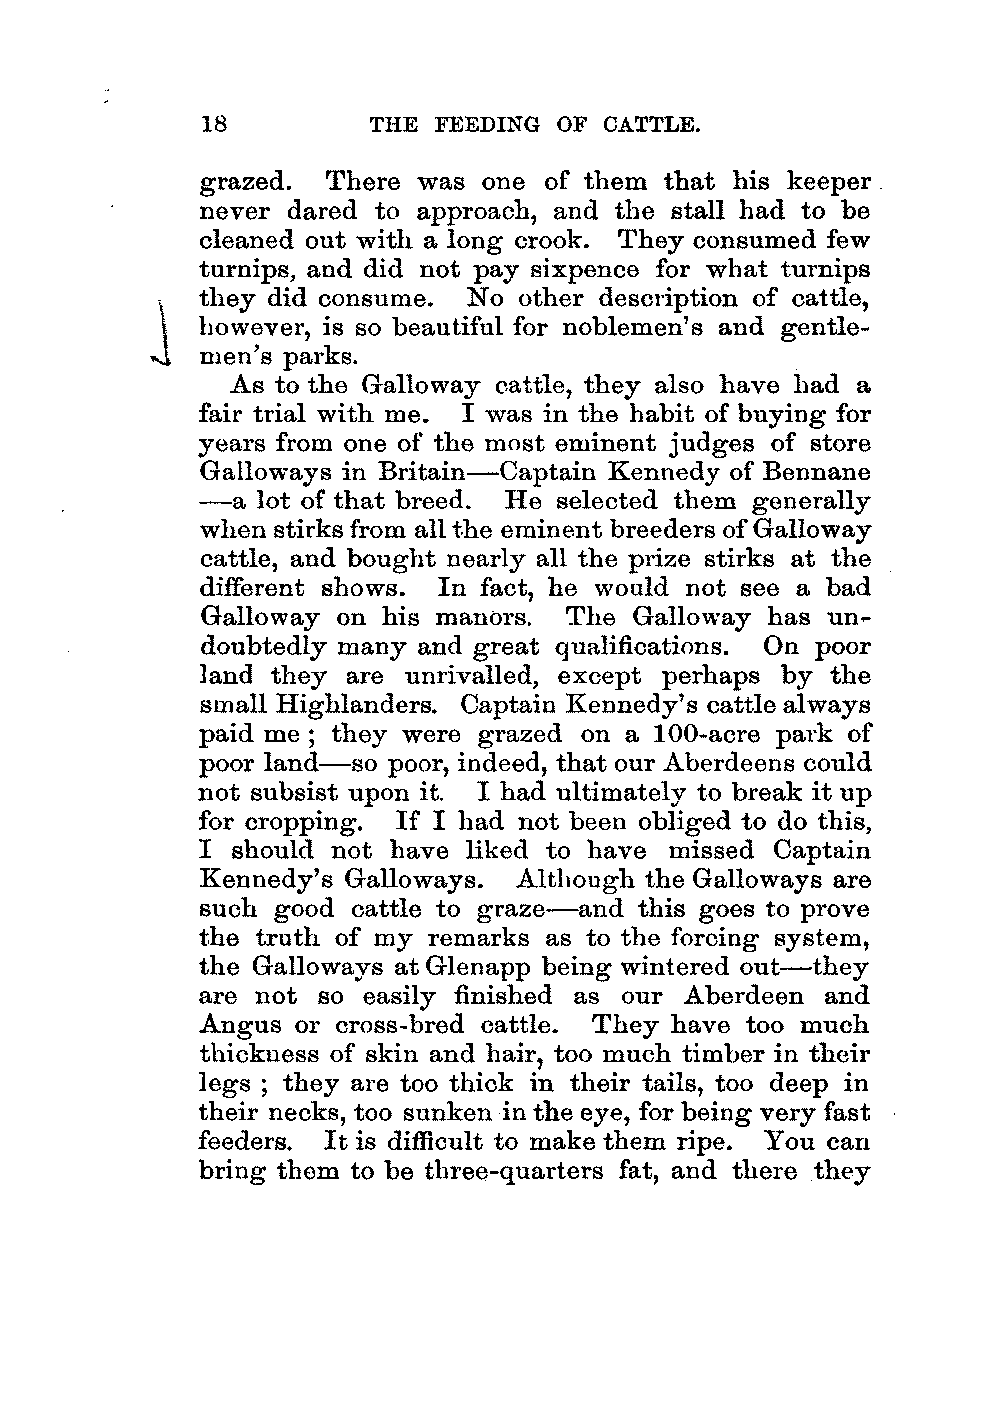 18 THE FEEDING OF CATTLE.
grazed. There was one of them that his keeper
never dared to approach, and the stall had to be
cleaned out with a long crook. They consumed few
turnips, and did not pay sixpence for what turnips
they did consume. No other description of cattle,
however, is so beautiful for noblemen's and gentle-
men's parks.
As to the Galloway cattle, they also have had a
fair trial with me. I was in the habit of buying for
years from one of the most eminent judges of store
Galloways in Britain—Captain Kennedy of Bennane
—a lot of that breed. He selected them generally
when stirks from all the eminent breeders of Galloway
cattle, and bought nearly all the prize stirks at the
different shows. In fact, he would not see a bad
Galloway on his manors. The Galloway has un-
doubtedly many and great qualifications. On poor
land they are unrivalled, except perhaps by the
small Highlanders. Captain Kennedy's cattle always
paid me ; they were grazed on a 100-acre park of
poor land—so poor, indeed, that our Aberdeens could
not subsist upon it. I had ultimately to break it up
for cropping. If I had not been obliged to do this,
I should not have liked to have missed Captain
Kennedy's Galloways. Although the Galloways are
such good cattle to graze—and this goes to prove
the truth of my remarks as to the forcing system,
the Galloways at Glenapp being wintered out—they
are not so easily finished as our Aberdeen and
Angus or cross-bred cattle. They have too much
thickness of skin and hair, too much timber in their
legs ; they are too thick in their tails, too deep in
their necks, too sunken in the eye, for being very fast
feeders. It is difficult to make them ripe. You can
bring them to be three-quarters fat, and there they